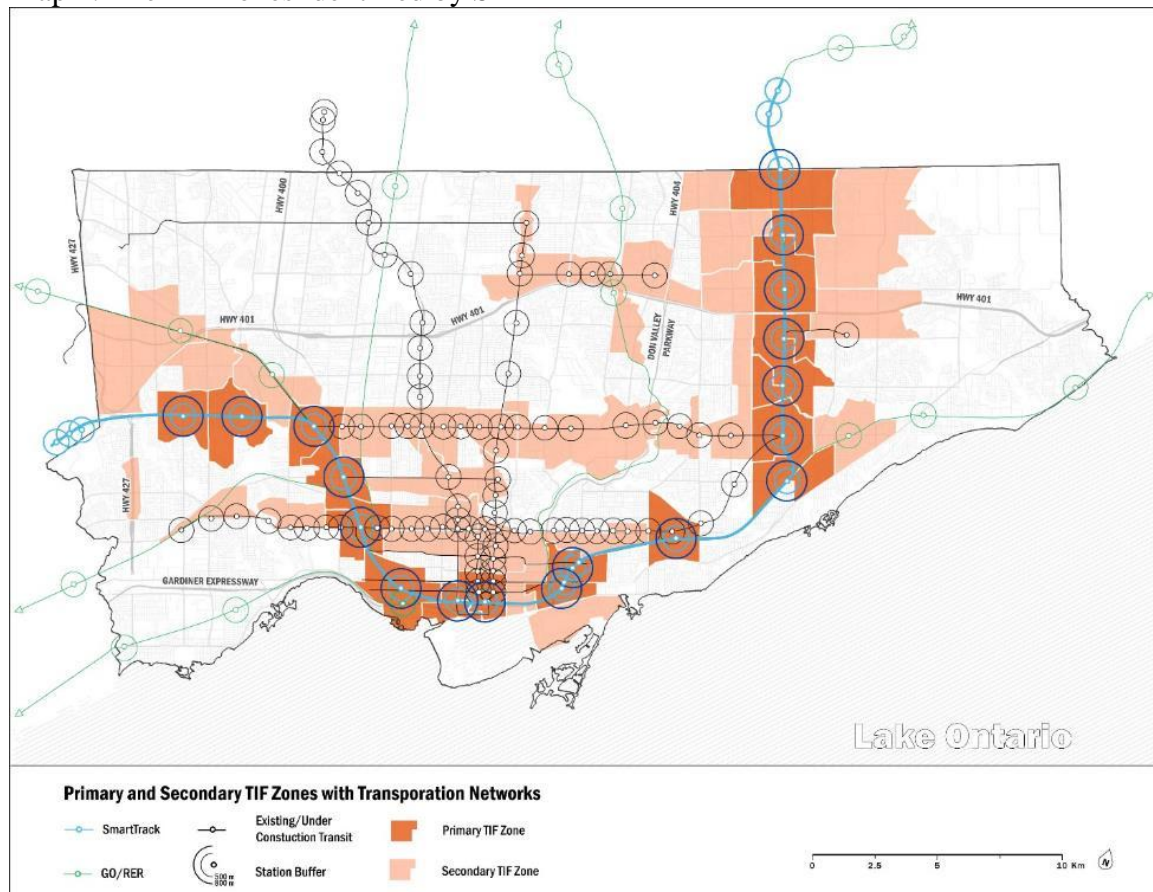 HWY 427
HWY 400
HWY 404
HWY 401
HWY 401
HWY 401
DON VALLEY
PARKWAY
HWY 427
GARDINER EXPRESSWAY
Lake Ontario
Primary and Secondary TIF Zones with Transporation Networks
SmartTrack
Existing/Under
Constuction Transit
Primary TIF Zone
GO/RER
500 m
800 m
Station Buffer
Secondary TIF Zone
0 2.5 5 10 Km
N